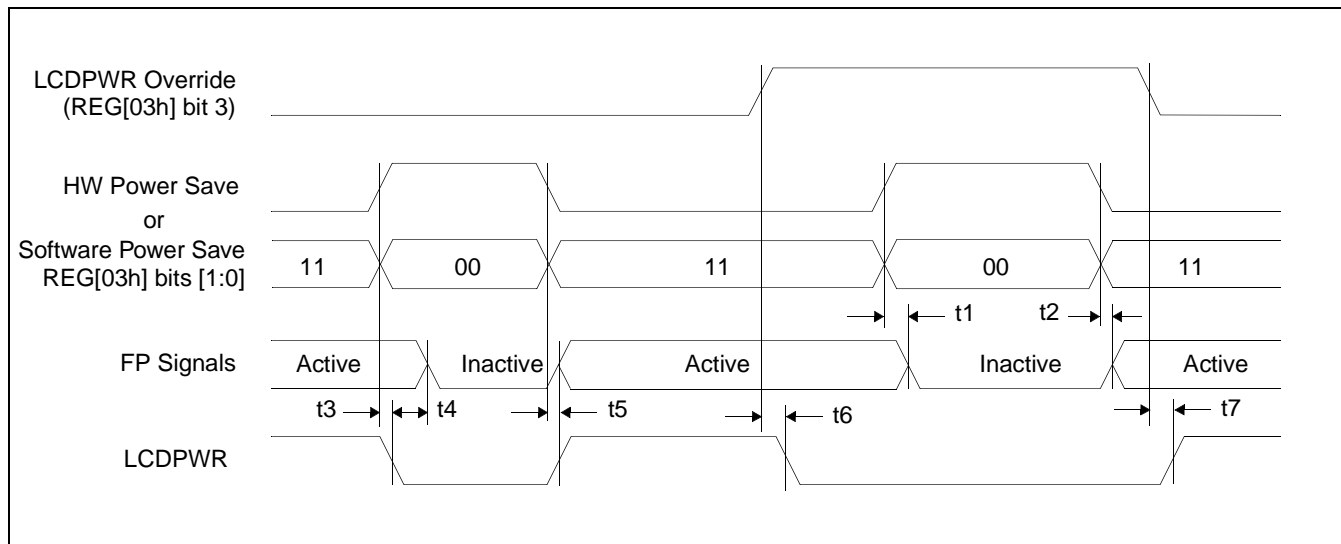 LCDPWR Override
(REG[03h] bit 3)
HW Power Save
or
Software Power Save
REG[03h] bits [1:0]
11 00 11 00 11
t1 t2
FP Signals
Active Inactive Active Inactive Active
t3 t4 t5 t6 t7
LCDPWR